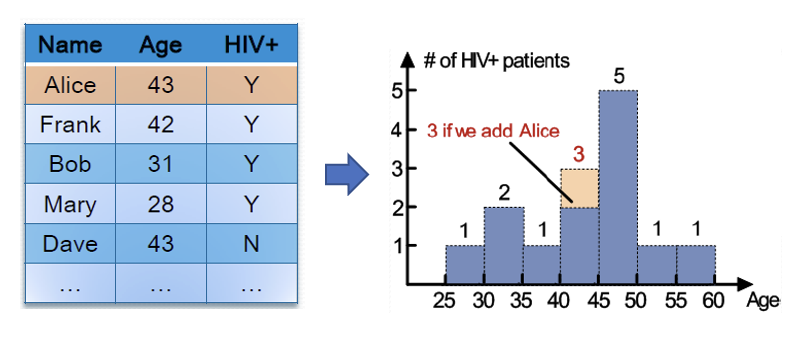 Name Age HIV+
Alice 43 Y
Frank 42 Y
Bob 31 Y
Mary 28 Y
Dave 43 N
... ... ...
# of HIV+ patients
5
5
4
3 if we add Alice
3
3
2
2
1
1
1
1
1
25 30 35 40 45 50 55 60 Age